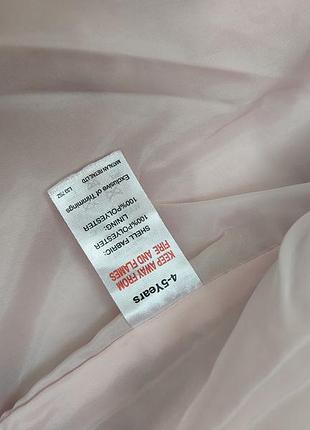 4-5Years
KEEP AWAY FROM
FIRE AND FLAMES
SHELL FABRIC:
100%POLYESTER
LINING:
100%POLYESTER
Exclusive of Trimmings